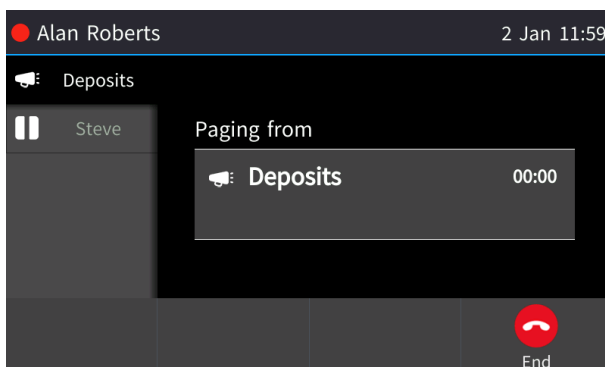 Alan Roberts 2 Jan 11:59
Deposits
Steve
Paging from
Deposits 00:00
End